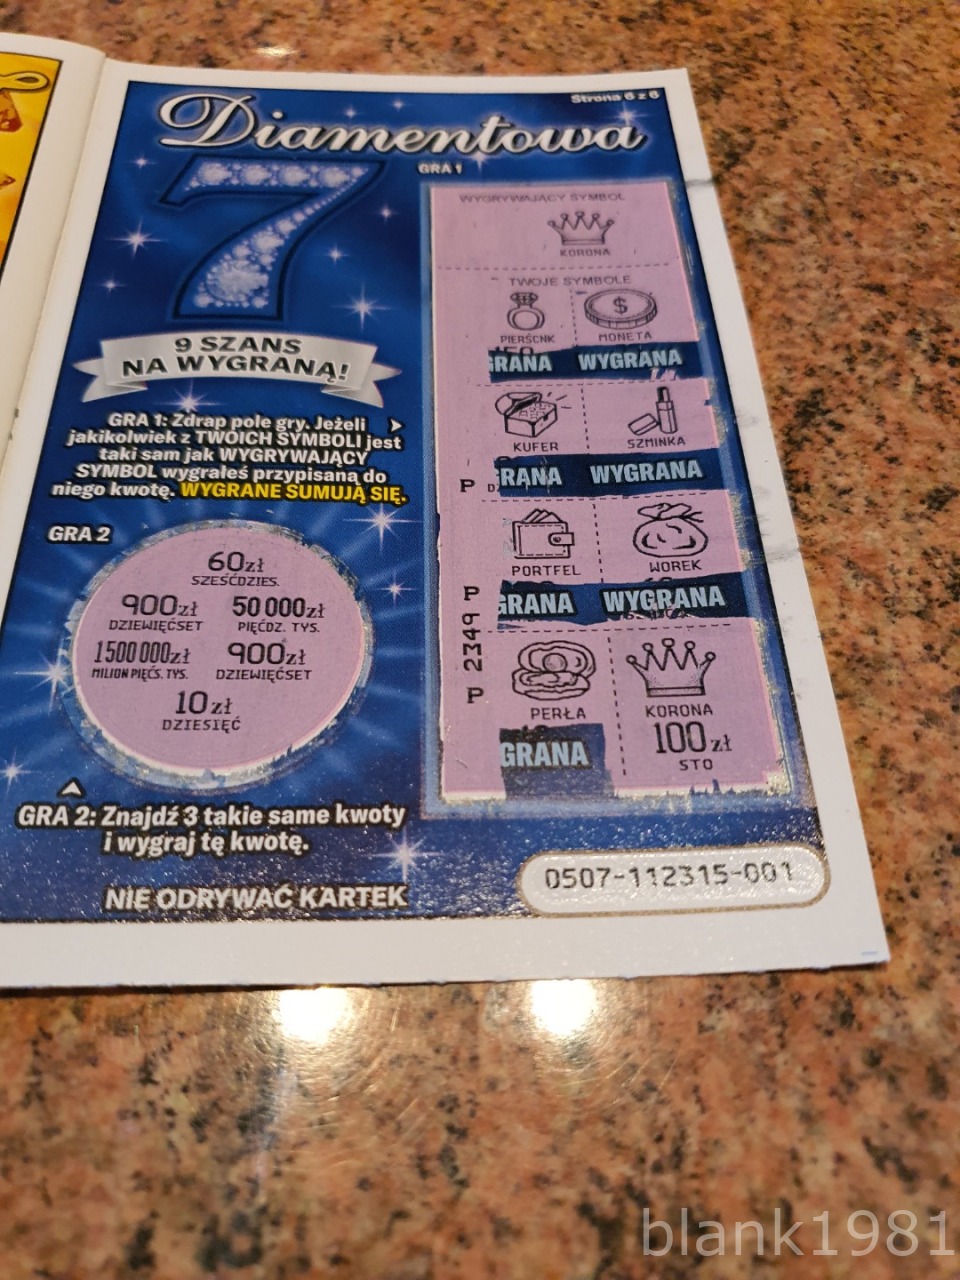 Diamentowa
Strona 6 z 6
7
9 SZANS
NA WYGRANĄ!
GRA 1: Zdrap pole gry. Jeżeli
jakikolwiek z TWOICH SYMBOLI jest
taki sam jak WYGRYWAJĄCY
SYMBOL wygrałeś przypisaną do
niego kwotę. WYGRANE SUMUJĄ SIĘ.
GRA 2
60zł
SZEŚĆDZIES.
900zł 50 000zł
DZIEWIĘĆSET PIĘĆDZ. TYS.
1 500 000zł 900zł
MILION PIĘĆS. TYS. DZIEWIĘĆSET
10zł
DZIESIĘĆ
GRA 2: Znajdź 3 takie same kwoty
i wygraj tę kwotę.
NIE ODRYWAĆ KARTEK
GRA 1
WYGRYWAJĄCY SYMBOL
KORONA
TWOJE SYMBOLE
PIERŚCNK MONETA
GRANA WYGRANA
KUFER SZMINKA
P
RANA WYGRANA
PORTFEL WOREK
P
GRANA WYGRANA
2M49
P
PERŁA KORONA
GRANA 100zł
STO
0507-112315-001
blank1981